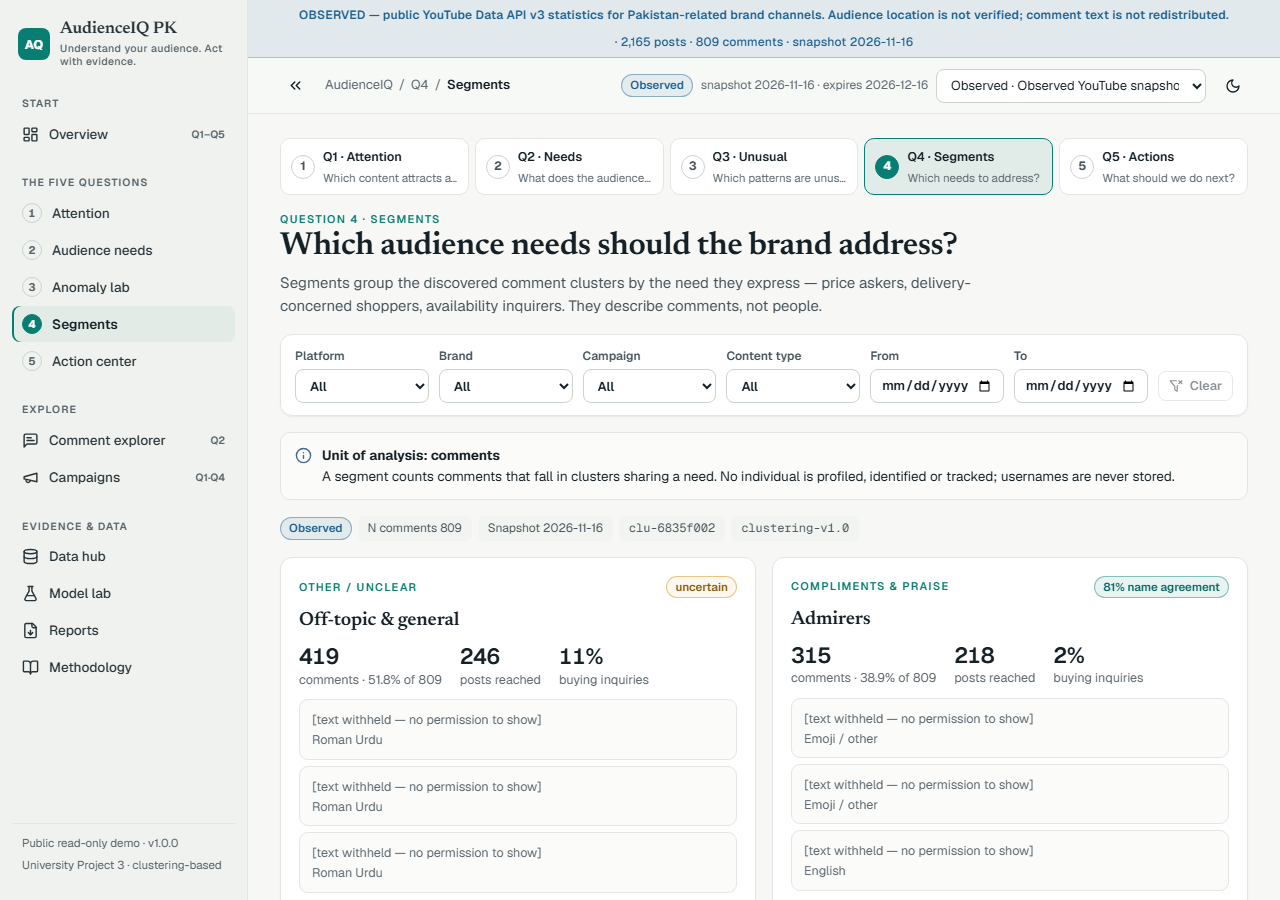 AQ
AudienceIQ PK
Understand your audience. Act
with evidence.
START
Overview Q1–Q5
THE FIVE QUESTIONS
1 Attention
2 Audience needs
3 Anomaly lab
4 Segments
5 Action center
EXPLORE
Comment explorer Q2
Campaigns Q1-Q4
EVIDENCE & DATA
Data hub
Model lab
Reports
Methodology
Public read-only demo · v1.0.0
University Project 3 · clustering-based
OBSERVED — public YouTube Data API v3 statistics for Pakistan-related brand channels. Audience location is not verified; comment text is not redistributed.
· 2,165 posts · 809 comments · snapshot 2026-11-16
AudienceIQ / Q4 / Segments
Observed snapshot 2026-11-16 · expires 2026-12-16 Observed · Observed YouTube snapsho
1 Q1 · Attention
Which content attracts a...
2 Q2 · Needs
What does the audience...
3 Q3 · Unusual
Which patterns are unus...
4 Q4 · Segments
Which needs to address?
5 Q5 · Actions
What should we do next?
QUESTION 4 · SEGMENTS
Which audience needs should the brand address?
Segments group the discovered comment clusters by the need they express — price askers, delivery-
concerned shoppers, availability inquirers. They describe comments, not people.
Platform Brand Campaign Content type From To
All All All All mm/dd/yyyy mm/dd/yyyy Clear
Unit of analysis: comments
A segment counts comments that fall in clusters sharing a need. No individual is profiled, identified or tracked; usernames are never stored.
Observed N comments 809 Snapshot 2026-11-16 clu-6835f002 clustering-v1.0
OTHER / UNCLEAR uncertain
Off-topic & general
419 246 11%
comments · 51.8% of 809 posts reached buying inquiries
[text withheld — no permission to show]
Roman Urdu
[text withheld — no permission to show]
Roman Urdu
[text withheld — no permission to show]
Roman Urdu
COMPLIMENTS & PRAISE 81% name agreement
Admirers
315 218 2%
comments · 38.9% of 809 posts reached buying inquiries
[text withheld — no permission to show]
Emoji / other
[text withheld — no permission to show]
Emoji / other
[text withheld — no permission to show]
English